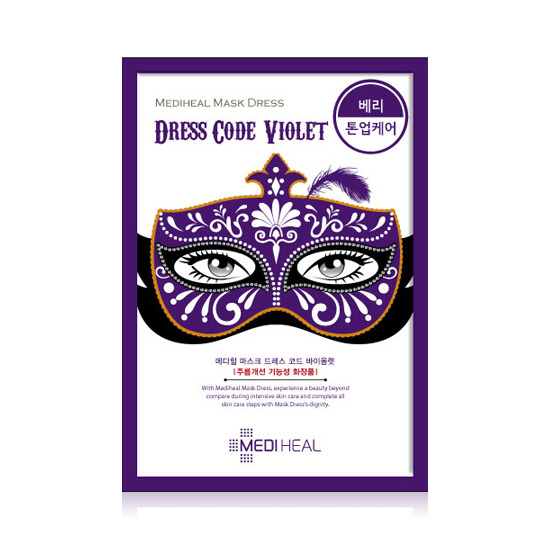 MEDIHEAL MASK DRESS
DRESS CODE VIOLET
베리
톤업케어
메디힐 마스크 드레스 코드 바이올렛
|주름개선 기능성 화장품|
With Mediheal Mask Dress, experience a beauty beyond
compare during intensive skin care and complete all
skin care steps with Mask Dress's dignity.
MEDIHEAL